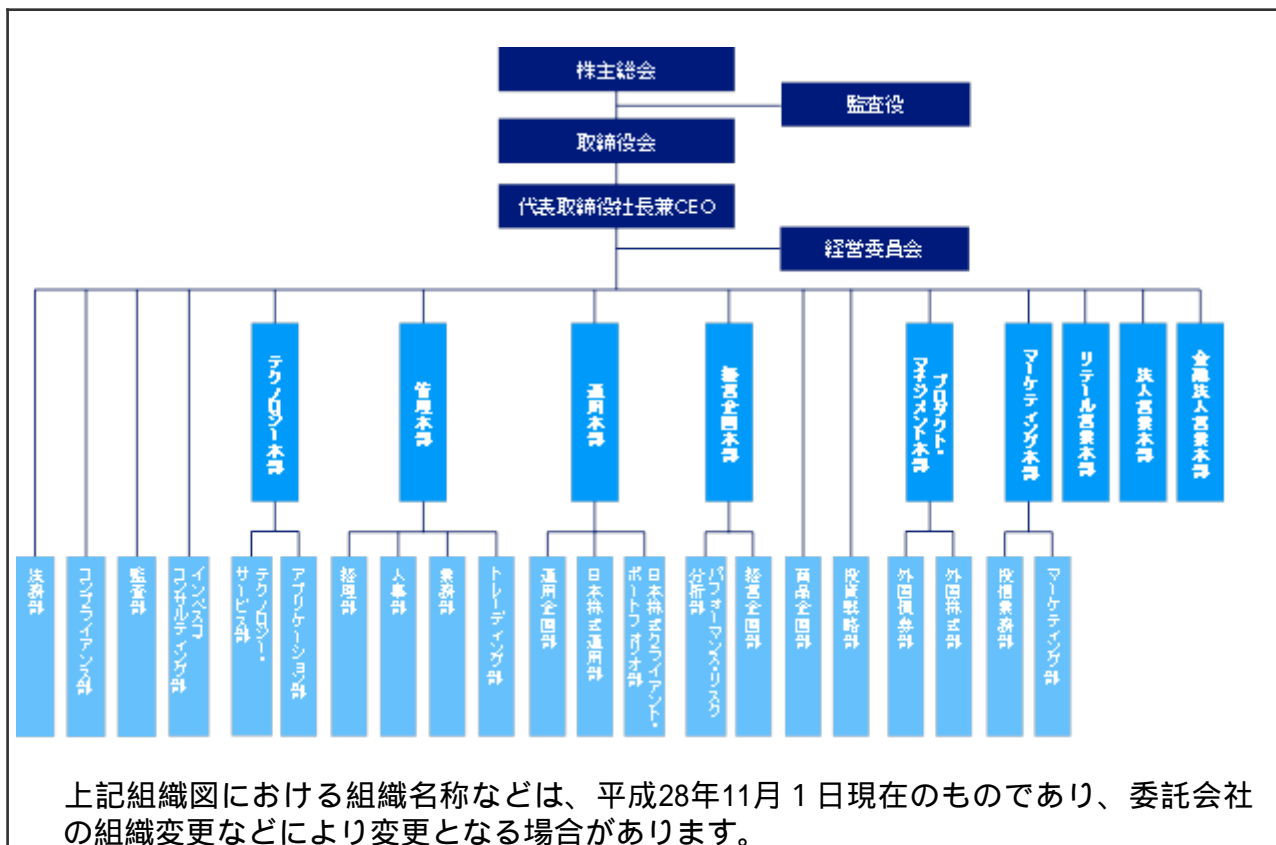 株主総会
監査役
取締役会
代表取締役社長兼CEO
経営委員会
テクノロジー本部
管理本部
運用本部
経営企画本部
プロダクト・
マネジメント本部
マーケティング本部
リテール営業本部
法人営業本部
金融法人営業本部
法務部
コンプライアンス部
監査部
インベスコ
コンサルティング部
テクノロジー・
サービス部
アプリケーション部
経理部
人事部
業務部
トレーディング部
運用企画部
日本株式運用部
日本株式クライアント・
ポートフォリオ部
パフォーマンス・リスク
分析部
経営企画部
商品企画部
投資戦略部
外国債券部
外国株式部
投信業務部
マーケティング部
上記組織図における組織名称などは、平成28年11月１日現在のものであり、委託会社
の組織変更などにより変更となる場合があります。